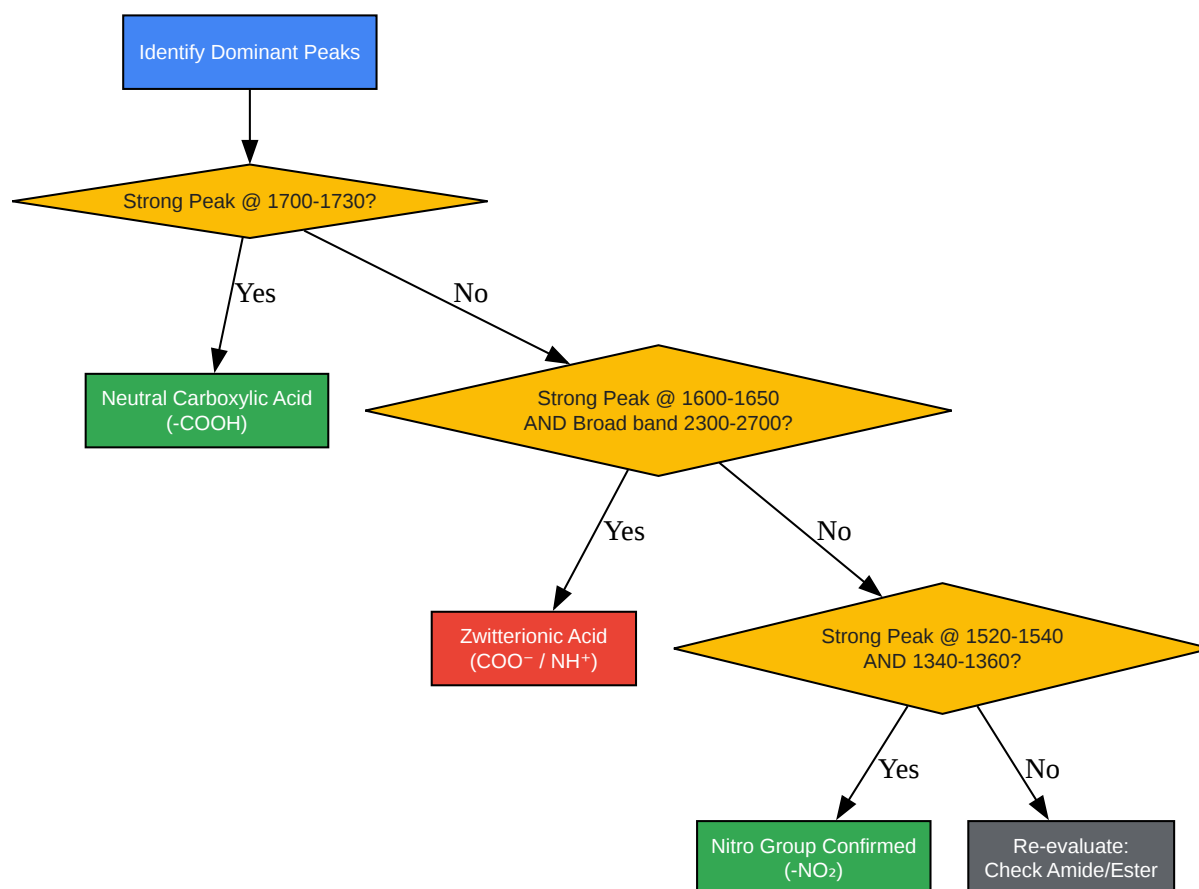 Identify Dominant Peaks
Strong Peak @ 1700-1730?
Yes
No
Neutral Carboxylic Acid
(-COOH)
Strong Peak @ 1600-1650
AND Broad band 2300-2700?
Yes
No
Zwitterionic Acid
(COO⁻ / NH⁺)
Strong Peak @ 1520-1540
AND 1340-1360?
Yes
No
Nitro Group Confirmed
(-NO₂)
Re-evaluate:
Check Amide/Ester